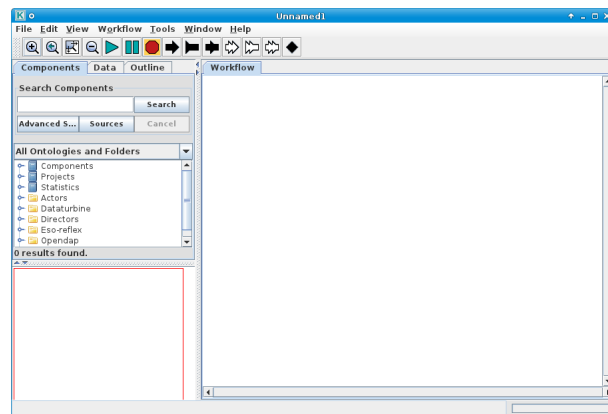 Unnamed1
File Edit View Workflow Tools Window Help
Components Data Outline
Workflow
Search Components
Search
Advanced S... Sources Cancel
All Ontologies and Folders
Components
Projects
Statistics
Actors
Dataturbine
Directors
Eso-reflex
Opendap
0 results found.